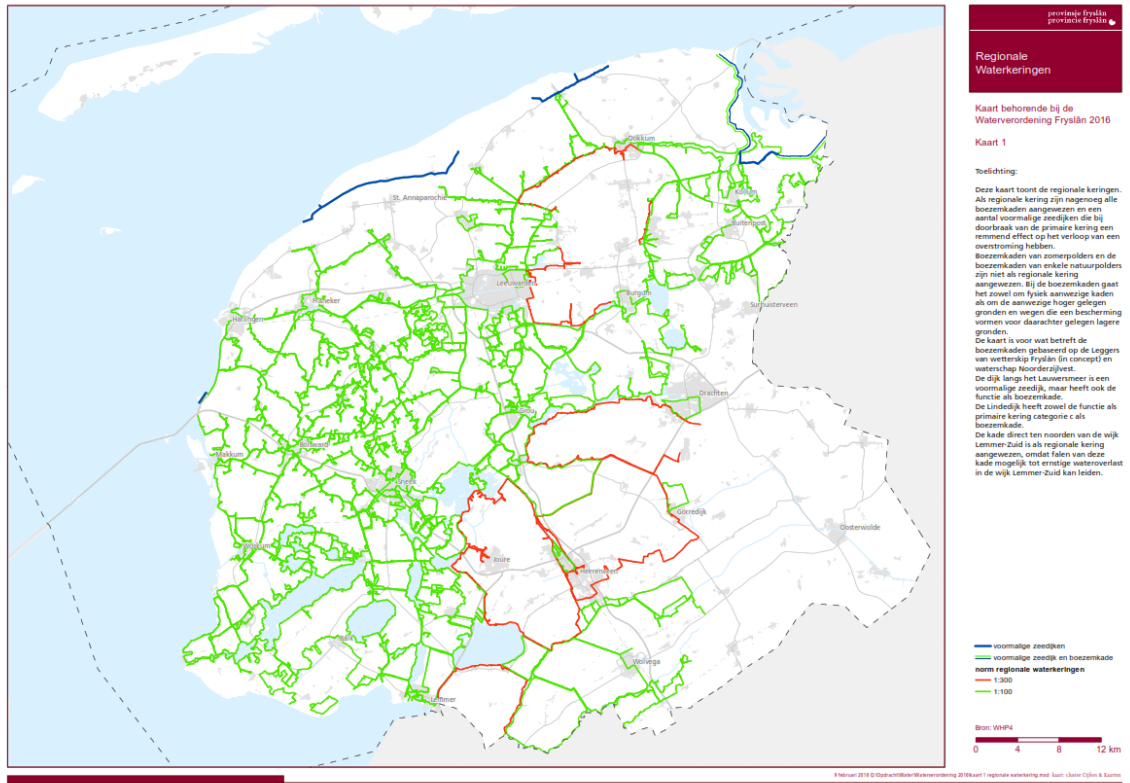 provinsje fryslân
provincie fryslân
Regionale
Waterkeringen
Kaart behorende bij de
Waterverordening Fryslân 2016
Kaart 1
Toelichting:
Deze kaart toont de regionale keringen.
Als regionale kering zijn nagenoeg alle
boezemkaden aangewezen en een
aantal voormalige zeedijken die bij
doorbraak van de primaire kering een
remmend effect op het verloop van een
overstroming hebben.
Boezemkaden van zomerpolders en de
boezemkaden van enkele natuurpolders
zijn niet als regionale kering
aangewezen. Bij de boezemkaden gaat
het zowel om fysiek aanwezige kaden
als om de aanwezige hoger gelegen
gronden en wegen die een bescherming
vormen voor daarachter gelegen lagere
gronden.
De kaart is voor wat betreft de
boezemkaden gebaseerd op de Leggers
van wetterskip Fryslân (in concept) en
waterschap Noorderzijlvest.
De dijk langs het Lauwersmeer is een
voormalige zeedijk, maar heeft ook de
functie als boezemkade.
De Lindedijk heeft zowel de functie als
primaire kering categorie c als
boezemkade.
De kade direct ten noorden van de wijk
Lemmer-Zuid is als regionale kering
aangewezen, omdat falen van deze
kade mogelijk tot ernstige wateroverlast
in de wijk Lemmer-Zuid kan leiden.
voormalige zeedijken
voormalige zeedijk en boezemkade
norm regionale waterkeringen
1:300
1:100
Bron: WHP4
0 4 8 12 km
Dokkum
St. Annaparochie
Kollum
Buitenpost
Leeuwarden
Burgum
Surhuisterveen
Franeker
Harlingen
Drachten
Grou
Bolsward
Makkum
Sneek
Gorredijk
Oosterwolde
Workum
Joure
Heerenveen
Balk
Wolvega
Lemmer